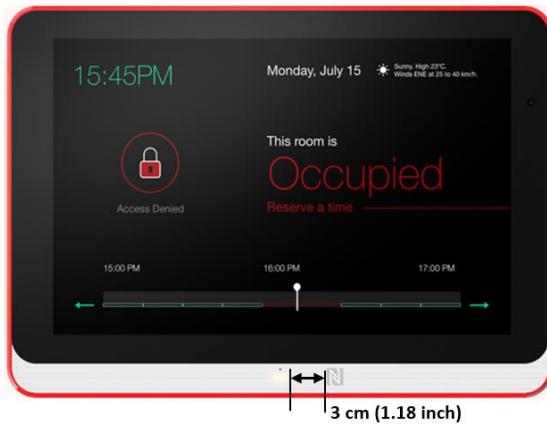 15:45PM
Monday, July 15
Sunny. High 23°C.
Winds ENE at 25 to 40 km/h.
This room is
Occupied
Reserve a time
Access Denied
15:00 PM 16:00 PM 17:00 PM
3 cm (1.18 inch)